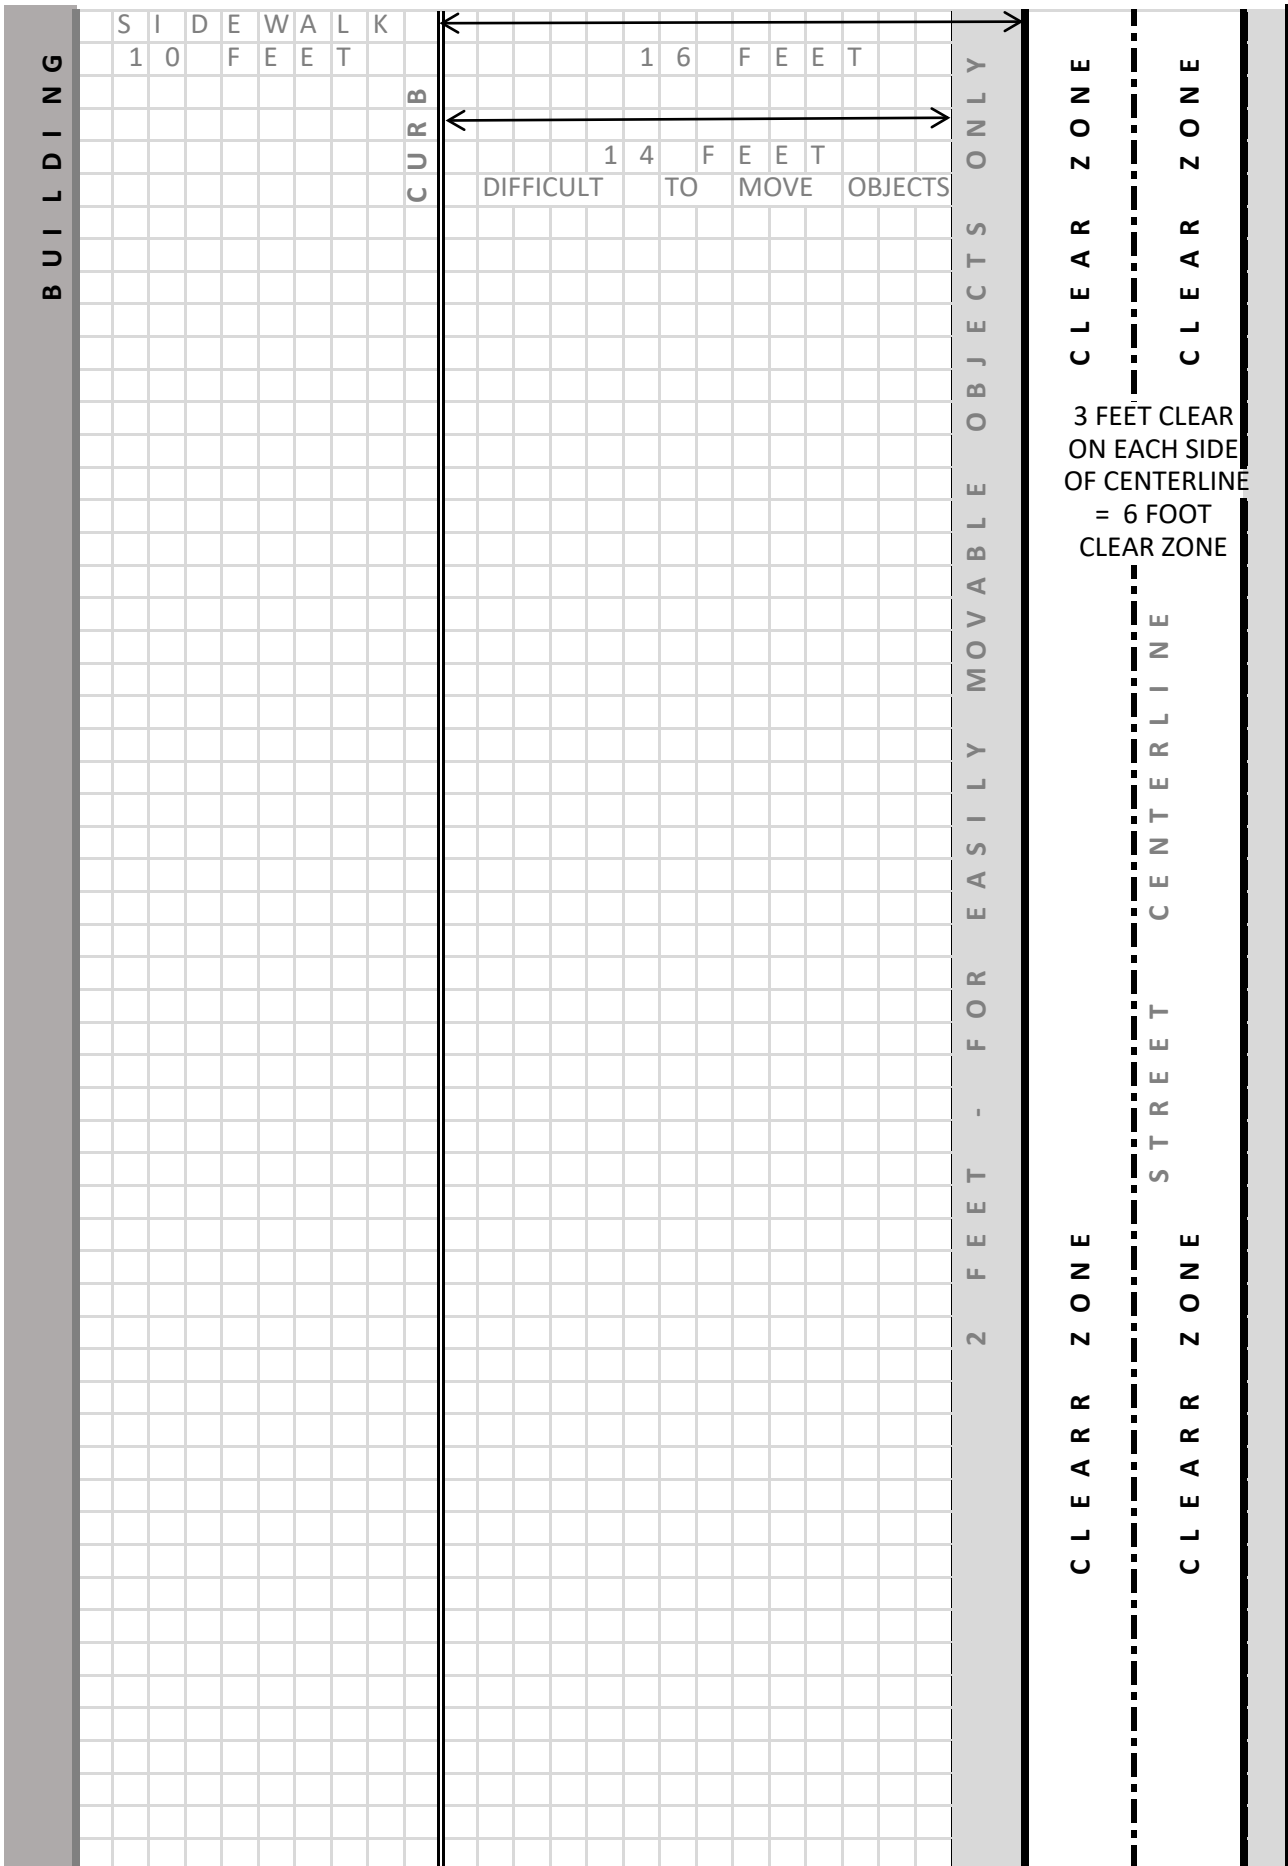 SIDEWALK
10 FEET
BUILDING
CURB
16 FEET
14 FEET
DIFFICULT TO MOVE OBJECTS
2 FEET - FOR EASILY MOVABLE OBJECTS ONLY
CLEAR ZONE
CLEAR ZONE
3 FEET CLEAR
ON EACH SIDE
OF CENTERLINE
= 6 FOOT
CLEAR ZONE
STREET CENTERLINE
CLEARR ZONE
CLEARR ZONE